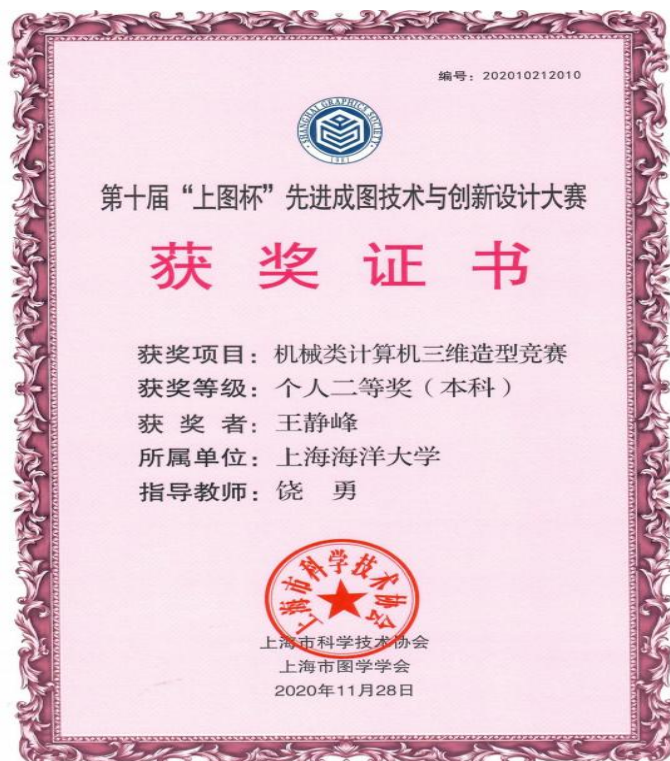 编号：202010212010
SHANGHAI GRAPHICS SOCIETY
1981
第十届“上图杯”先进成图技术与创新设计大赛
获奖证书
获奖项目：机械类计算机三维造型竞赛
获奖等级：个人二等奖（本科）
获奖者：王静峰
所属单位：上海海洋大学
指导教师：饶 勇
上海市科学技术协会
上海市科学技术协会
上海市图学学会
2020年11月28日